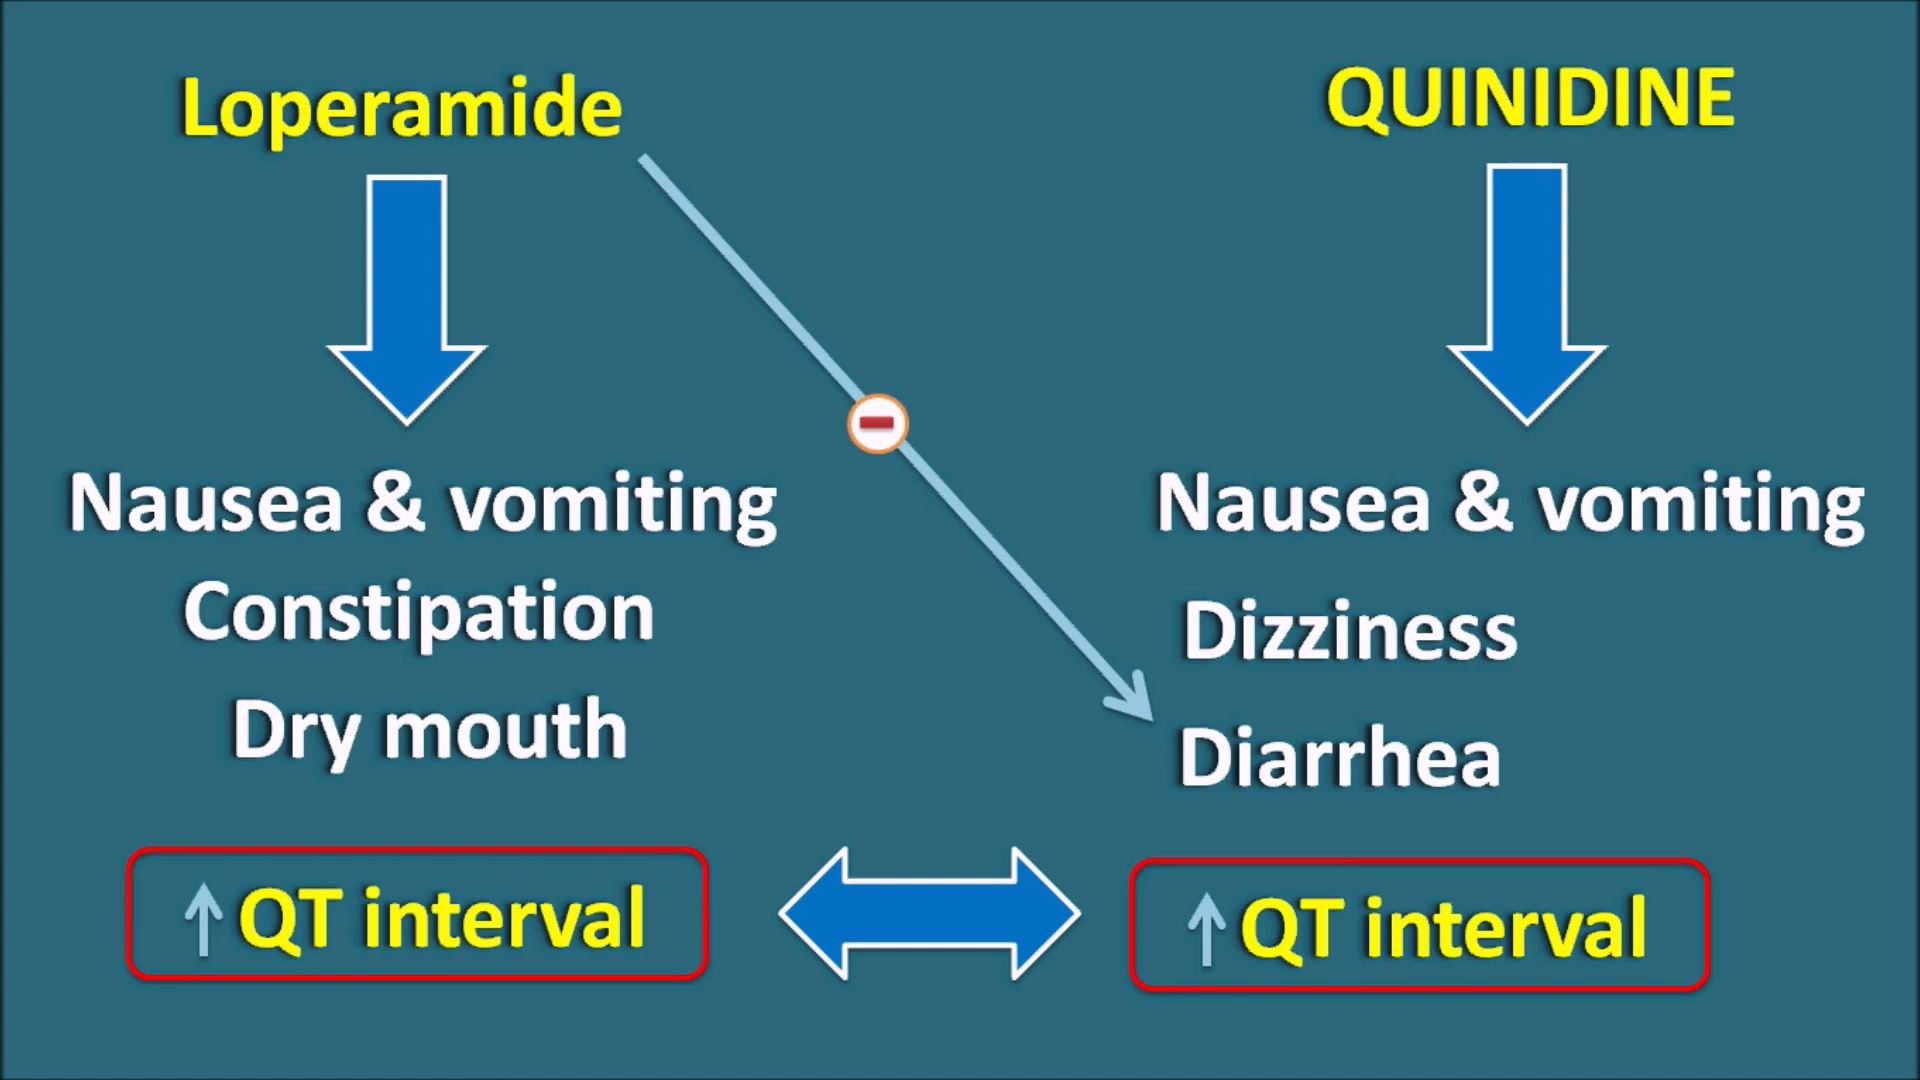 Loperamide
Nausea & vomiting
Constipation
Dry mouth
↑ QT interval
QUINIDINE
Nausea & vomiting
Dizziness
Diarrhea
↑ QT interval